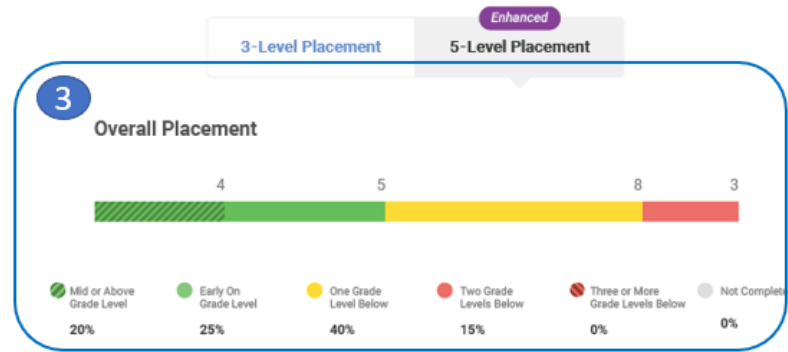 Enhanced
3-Level Placement 5-Level Placement
3
Overall Placement
4 5 8 3
Mid or Above Early On One Grade Two Grade Three or More Not Complete
Grade Level Grade Level Level Below Levels Below Grade Levels Below
20% 25% 40% 15% 0% 0%